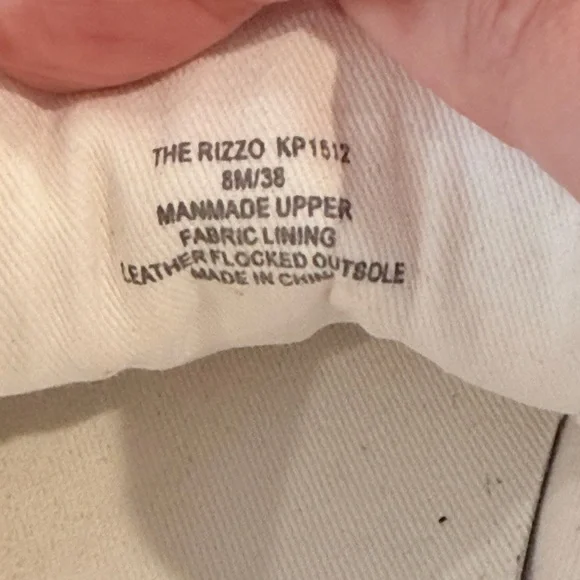 THE RIZZO KP1512
8M/38
MANMADE UPPER
FABRIC LINING
LEATHER FLOCKED OUTSOLE
MADE IN CHINA